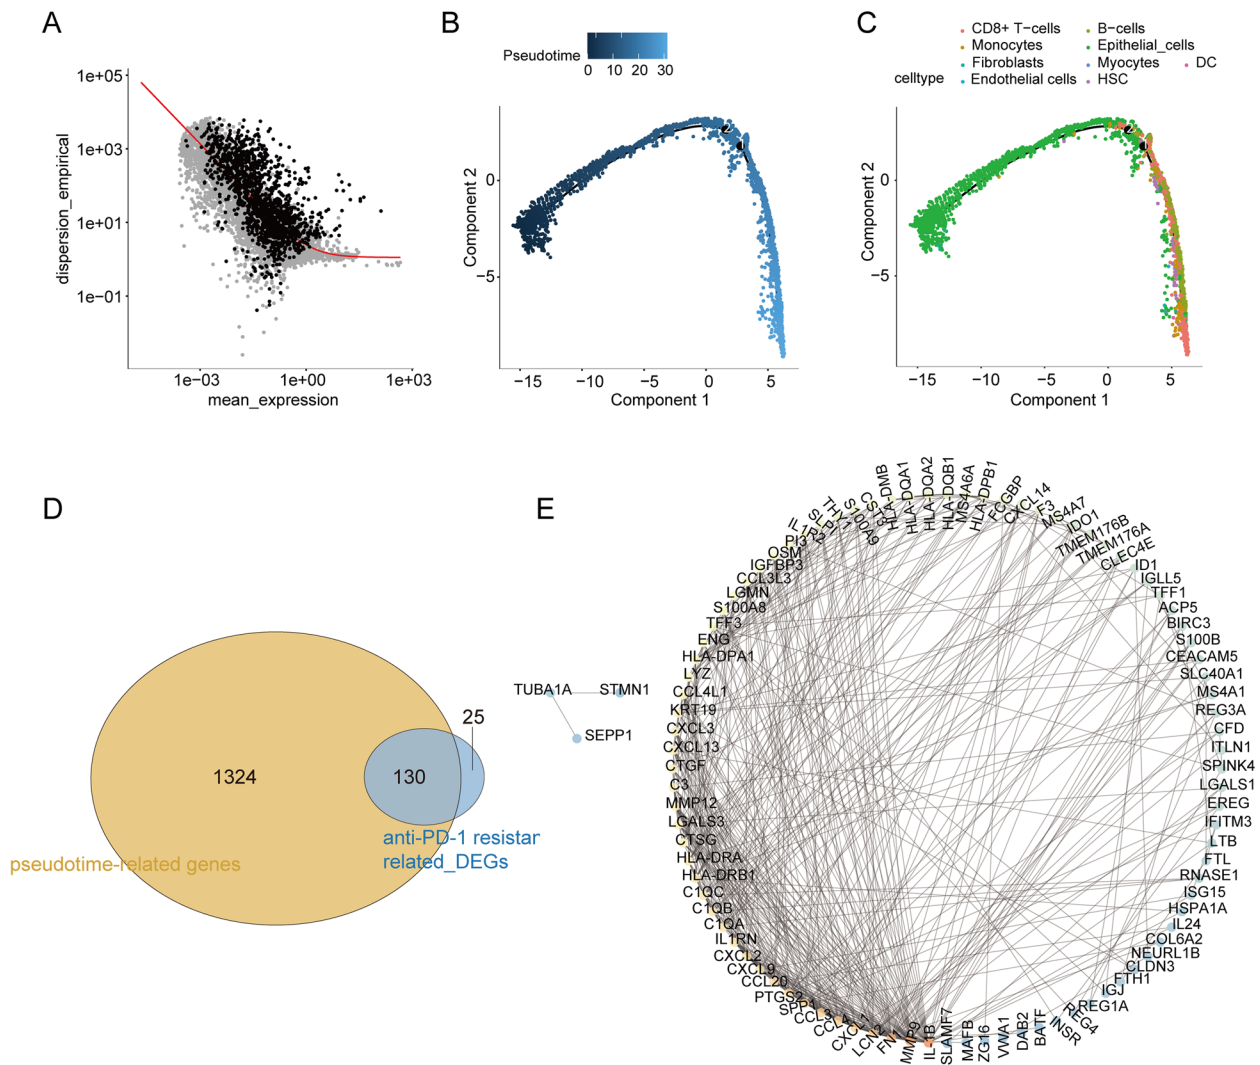 A
1e+05
1e+03
1e+01
1e−01
dispersion_empirical
1e−03
1e+00
1e+03
mean_expression
B
Pseudotime
0 10 20 30
0
−5
Component 2
−15
−10
−5
0
5
Component 1
C
celltype
CD8+ T−cells
Monocytes
Fibroblasts
Endothelial cells
B−cells
Epithelial_cells
Myocytes
HSC
DC
0
−5
Component 2
−15
−10
−5
0
5
Component 1
D
1324
130
25
pseudotime-related genes
anti-PD-1 resistar
related_DEGs
E
TUBA1A
STMN1
SEPP1
S100A9
HLA-DMB
HLA-DQA1
HLA-DQA2
HLA-DQB1
MS4A6A
HLA-DPB1
FCGBP
CXCL14
F3
MS4A7
IDO1
TMEM176B
TMEM176A
CLEC4E
ID1
IGLL5
TFF1
ACP5
BIRC3
S100B
CEACAM5
SLC40A1
MS4A1
REG3A
CFD
ITLN1
SPINK4
LGALS1
EREG
IFITM3
LTB
FTL
RNASE1
ISG15
HSPA1A
IL24
COL6A2
NEURL1B
CLDN3
FTH1
IGJ
REG1A
REG4
INSR
BATF
DAB2
VWA1
ZG16
MAFB
SLAMF7
IL1B
MMP9
FN1
LCN2
CCL3
SPP1
PTGS2
CCL20
CXCL9
CXCL2
IL1RN
C1QA
C1QB
C1QC
HLA-DRB1
HLA-DRA
CTSG
LGALS3
MMP12
C3
CTGF
CXCL13
CXCL3
KRT19
CCL4L1
LYZ
HLA-DPA1
ENG
TFF3
S100A8
LGMN
CCL3L3
IGFBP3
OSM
PI3